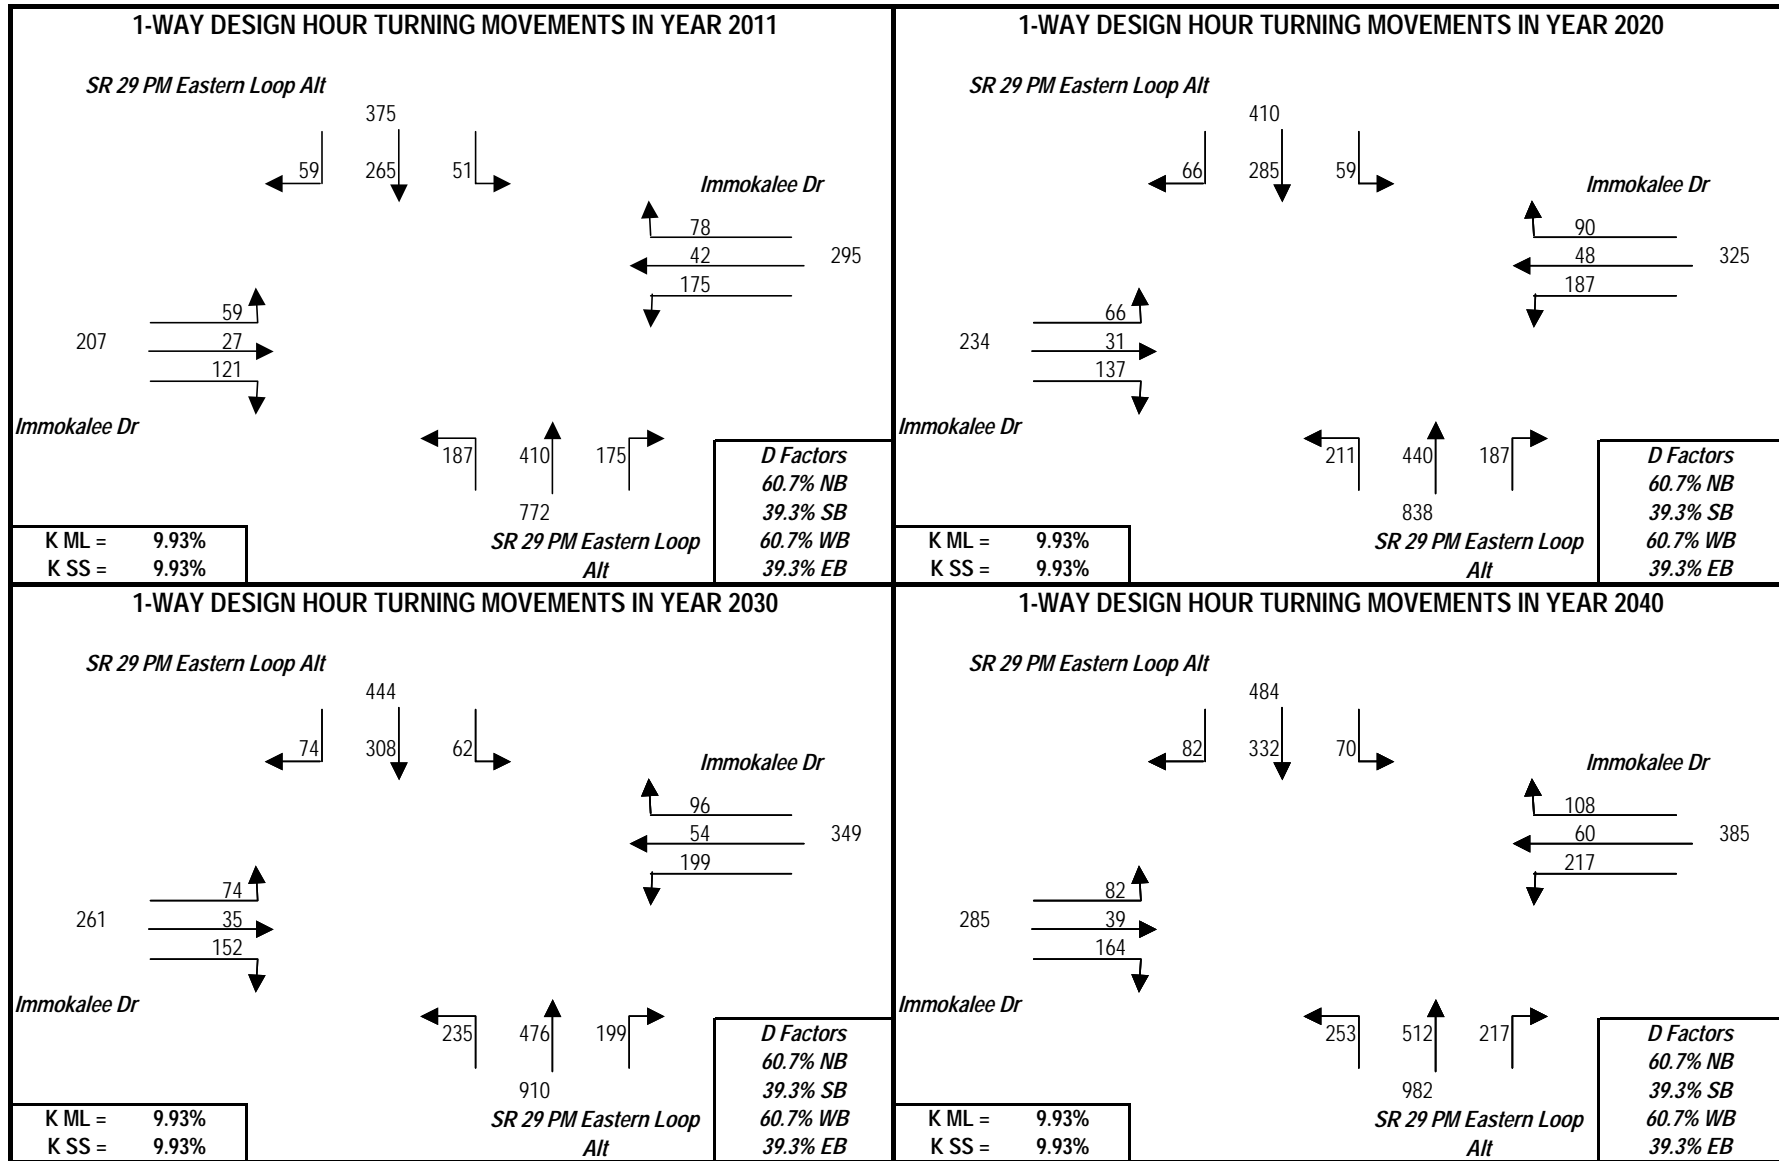 1-WAY DESIGN HOUR TURNING MOVEMENTS IN YEAR 2011
SR 29 PM Eastern Loop Alt
375
59 265 51
Immokalee Dr
78
42 295
175
59
207 27
121
Immokalee Dr
187 410 175
772
SR 29 PM Eastern Loop
Alt
D Factors
60.7% NB
39.3% SB
60.7% WB
39.3% EB
K ML = 9.93%
K SS = 9.93%
1-WAY DESIGN HOUR TURNING MOVEMENTS IN YEAR 2020
SR 29 PM Eastern Loop Alt
410
66 285 59
Immokalee Dr
90
48 325
187
66
234 31
137
Immokalee Dr
211 440 187
838
SR 29 PM Eastern Loop
Alt
D Factors
60.7% NB
39.3% SB
60.7% WB
39.3% EB
K ML = 9.93%
K SS = 9.93%
1-WAY DESIGN HOUR TURNING MOVEMENTS IN YEAR 2030
SR 29 PM Eastern Loop Alt
444
74 308 62
Immokalee Dr
96
54 349
199
74
261 35
152
Immokalee Dr
235 476 199
910
SR 29 PM Eastern Loop
Alt
D Factors
60.7% NB
39.3% SB
60.7% WB
39.3% EB
K ML = 9.93%
K SS = 9.93%
1-WAY DESIGN HOUR TURNING MOVEMENTS IN YEAR 2040
SR 29 PM Eastern Loop Alt
484
82 332 70
Immokalee Dr
108
60 385
217
82
285 39
164
Immokalee Dr
253 512 217
982
SR 29 PM Eastern Loop
Alt
D Factors
60.7% NB
39.3% SB
60.7% WB
39.3% EB
K ML = 9.93%
K SS = 9.93%